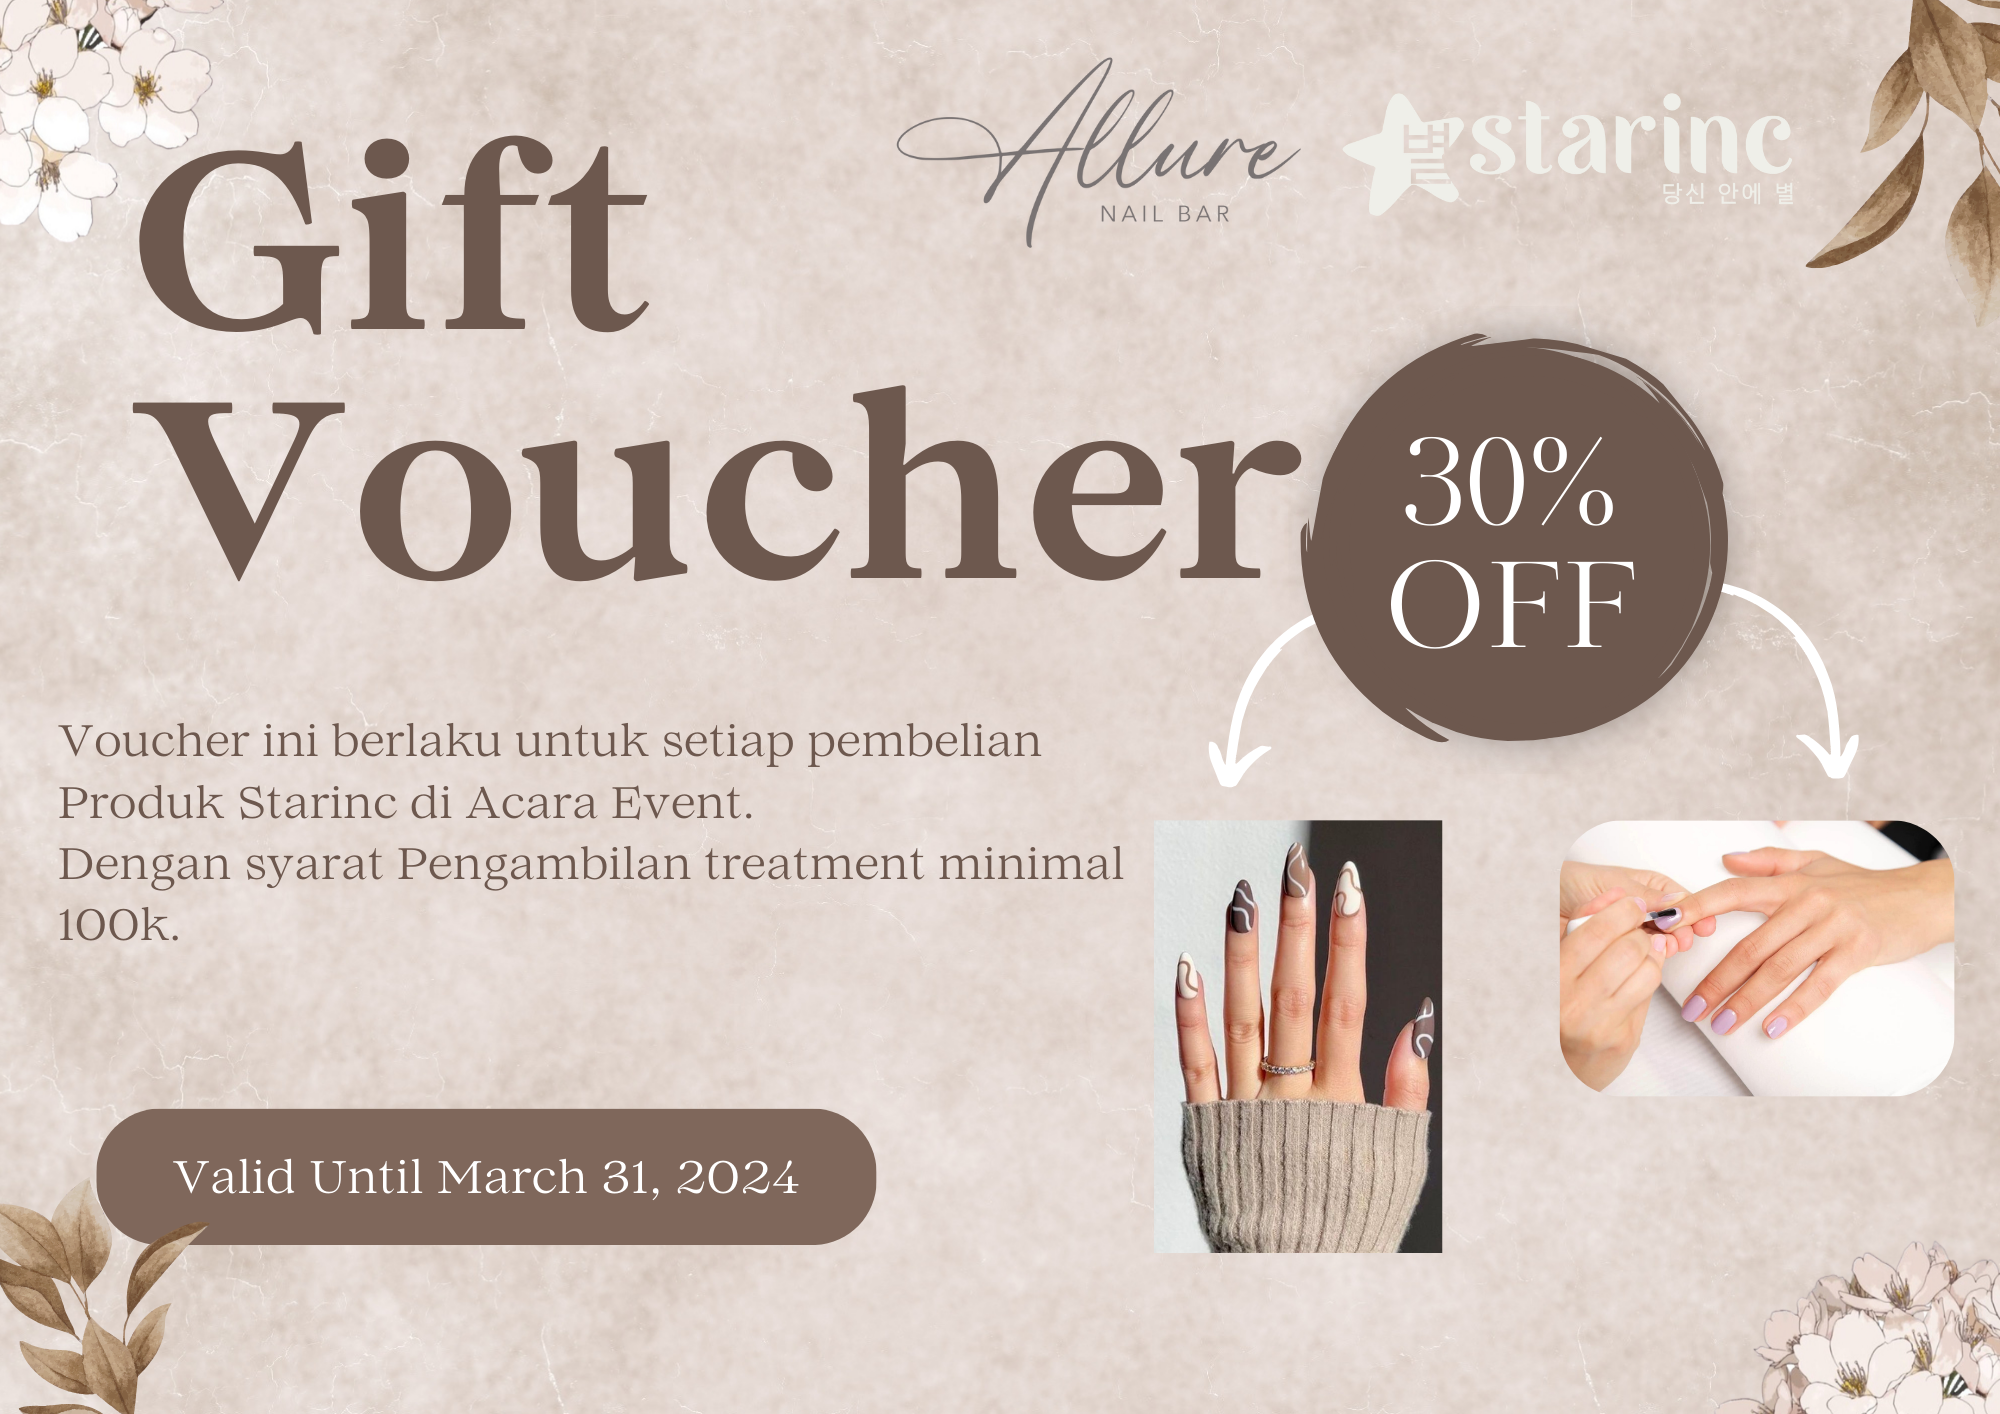 Allure
NAIL BAR
별 starinc
당신 안에 별
Gift
Voucher
30%
OFF
Voucher ini berlaku untuk setiap pembelian
Produk Starinc di Acara Event.
Dengan syarat Pengambilan treatment minimal
100k.
Valid Until March 31, 2024